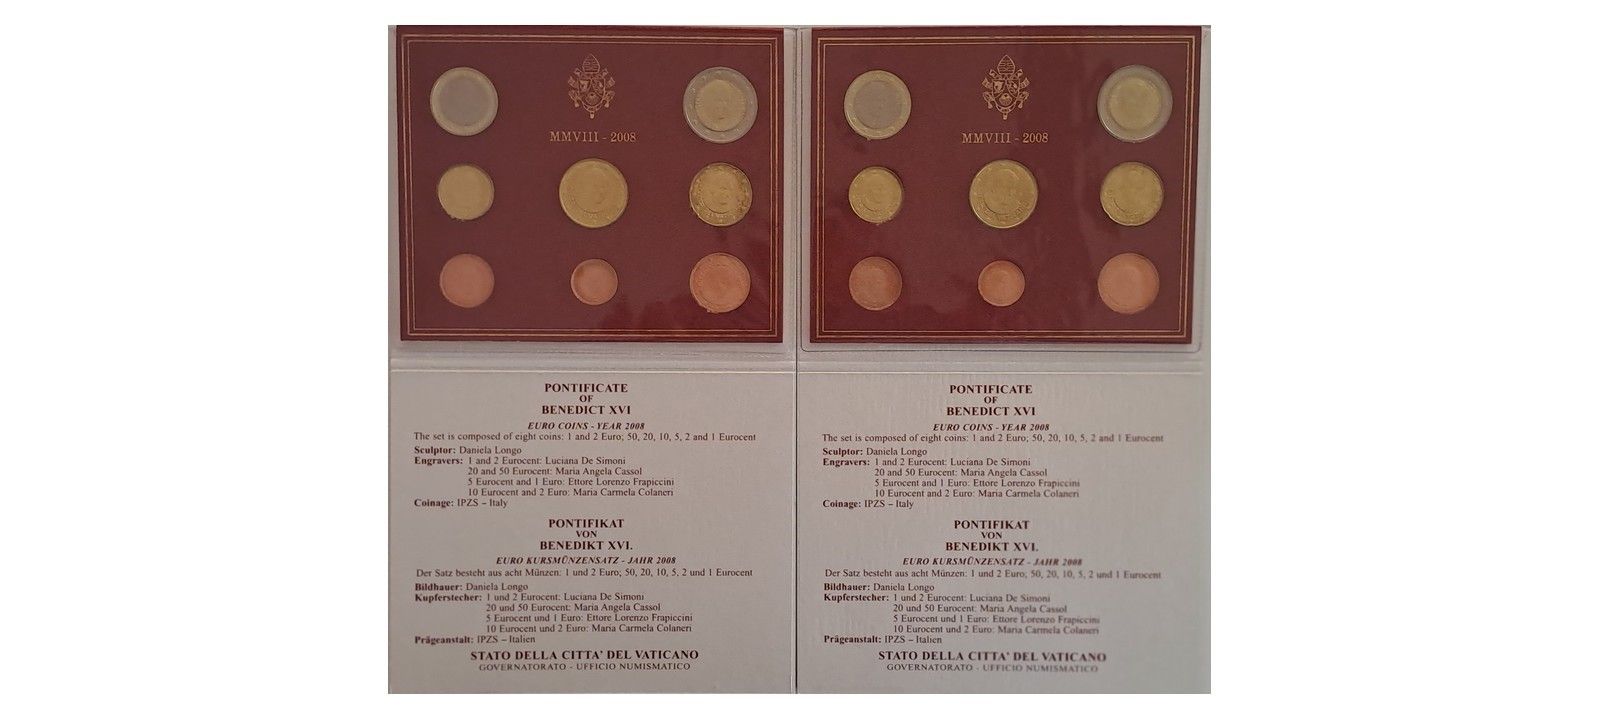 MMVIII - 2008
PONTIFICATE
OF
BENEDICT XVI
EURO COINS - YEAR 2008
The set is composed of eight coins: 1 and 2 Euro; 50, 20, 10, 5, 2 and 1 Eurocent
Sculptor: Daniela Longo
Engravers: 1 and 2 Eurocent: Luciana De Simoni
20 and 50 Eurocent: Maria Angela Cassol
5 Eurocent and 1 Euro: Ettore Lorenzo Frapiccini
10 Eurocent and 2 Euro: Maria Carmela Colaneri
Coinage: IPZS – Italy
PONTIFIKAT
VON
BENEDIKT XVI.
EURO KURSMÜNZENSATZ - JAHR 2008
Der Satz besteht aus acht Münzen: 1 und 2 Euro; 50, 20, 10, 5, 2 und 1 Eurocent
Bildhauer: Daniela Longo
Kupferstecher: 1 und 2 Eurocent: Luciana De Simoni
20 und 50 Eurocent: Maria Angela Cassol
5 Eurocent und 1 Euro: Ettore Lorenzo Frapiccini
10 Eurocent und 2 Euro: Maria Carmela Colaneri
Prägeanstalt: IPZS – Italien
STATO DELLA CITTA' DEL VATICANO
GOVERNATORATO - UFFICIO NUMISMATICO
MMVIII - 2008
PONTIFICATE
OF
BENEDICT XVI
EURO COINS - YEAR 2008
The set is composed of eight coins: 1 and 2 Euro; 50, 20, 10, 5, 2 and 1 Eurocent
Sculptor: Daniela Longo
Engravers: 1 and 2 Eurocent: Luciana De Simoni
20 and 50 Eurocent: Maria Angela Cassol
5 Eurocent and 1 Euro: Ettore Lorenzo Frapiccini
10 Eurocent and 2 Euro: Maria Carmela Colaneri
Coinage: IPZS – Italy
PONTIFIKAT
VON
BENEDIKT XVI.
EURO KURSMÜNZENSATZ - JAHR 2008
Der Satz besteht aus acht Münzen: 1 und 2 Euro; 50, 20, 10, 5, 2 und 1 Eurocent
Bildhauer: Daniela Longo
Kupferstecher: 1 und 2 Eurocent: Luciana De Simoni
20 und 50 Eurocent: Maria Angela Cassol
5 Eurocent und 1 Euro: Ettore Lorenzo Frapiccini
10 Eurocent und 2 Euro: Maria Carmela Colaneri
Prägeanstalt: IPZS – Italien
STATO DELLA CITTA' DEL VATICANO
GOVERNATORATO - UFFICIO NUMISMATICO